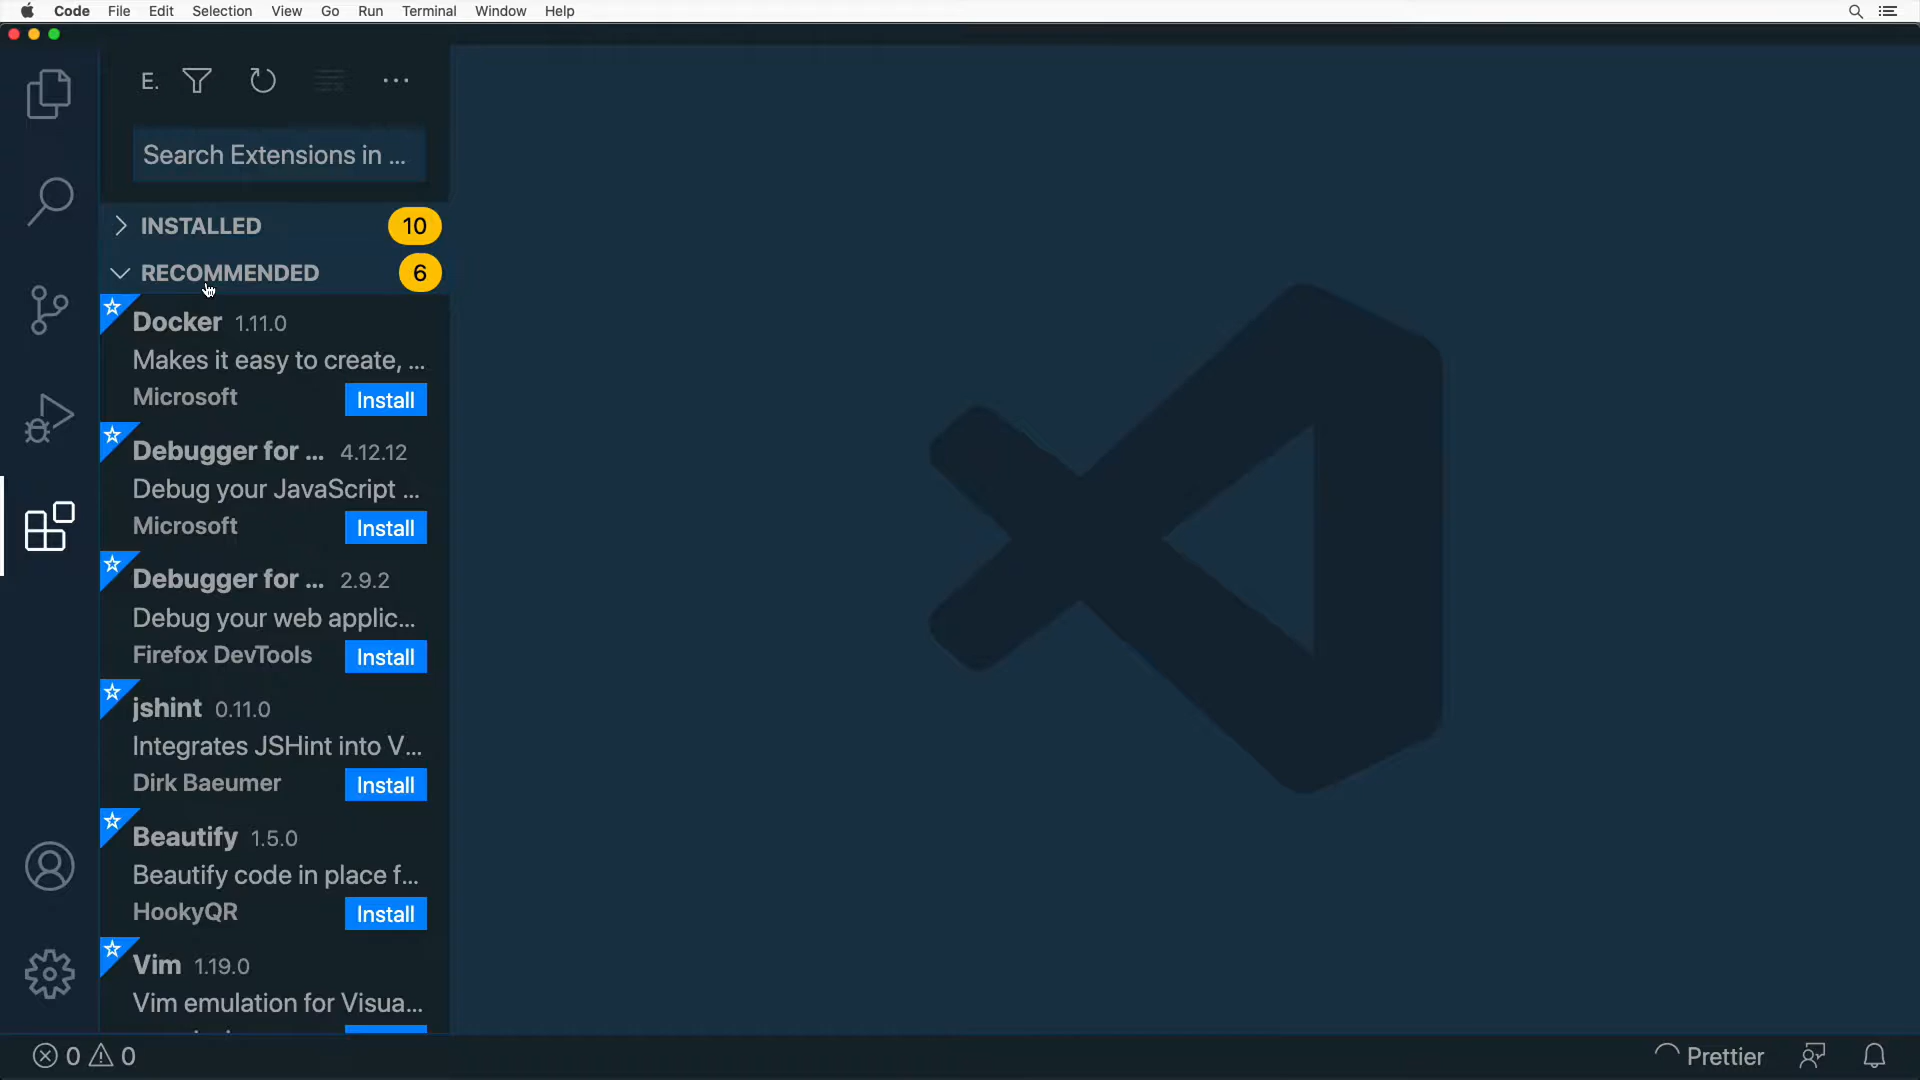 Code File Edit Selection View Go Run Terminal Window Help
E.
Search Extensions in ...
INSTALLED 10
RECOMMENDED 6
Docker 1.11.0
Makes it easy to create, ...
Microsoft Install
Debugger for ... 4.12.12
Debug your JavaScript ...
Microsoft Install
Debugger for ... 2.9.2
Debug your web applic...
Firefox DevTools Install
jshint 0.11.0
Integrates JSHint into V...
Dirk Baeumer Install
Beautify 1.5.0
Beautify code in place f...
HookyQR Install
Vim 1.19.0
Vim emulation for Visua...
0 0 Prettier